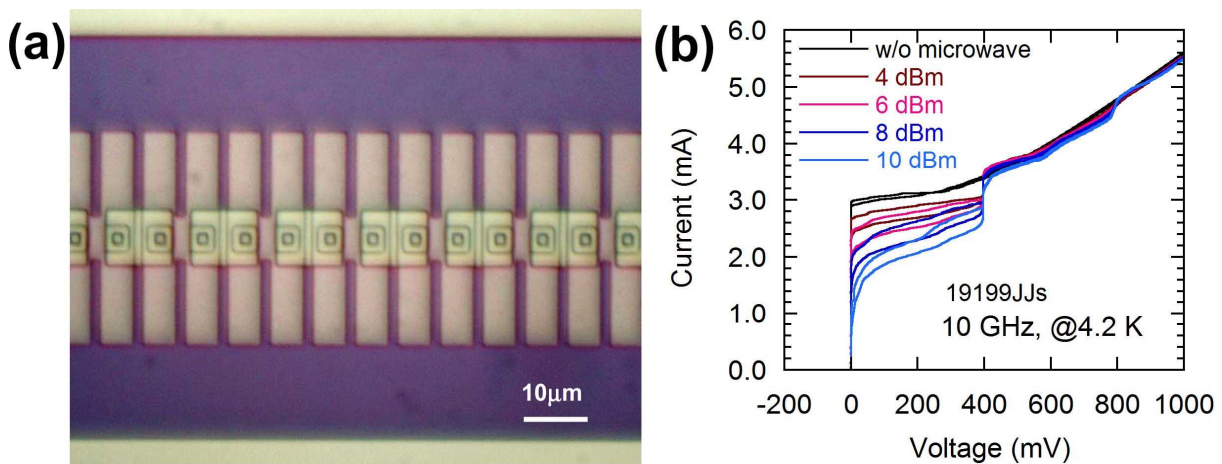 (a)
10μm
(b)
6.0
5.0
4.0
3.0
2.0
1.0
0.0
Current (mA)
w/o microwave
4 dBm
6 dBm
8 dBm
10 dBm
19199JJs
10 GHz, @4.2 K
-200 0 200 400 600 800 1000
Voltage (mV)